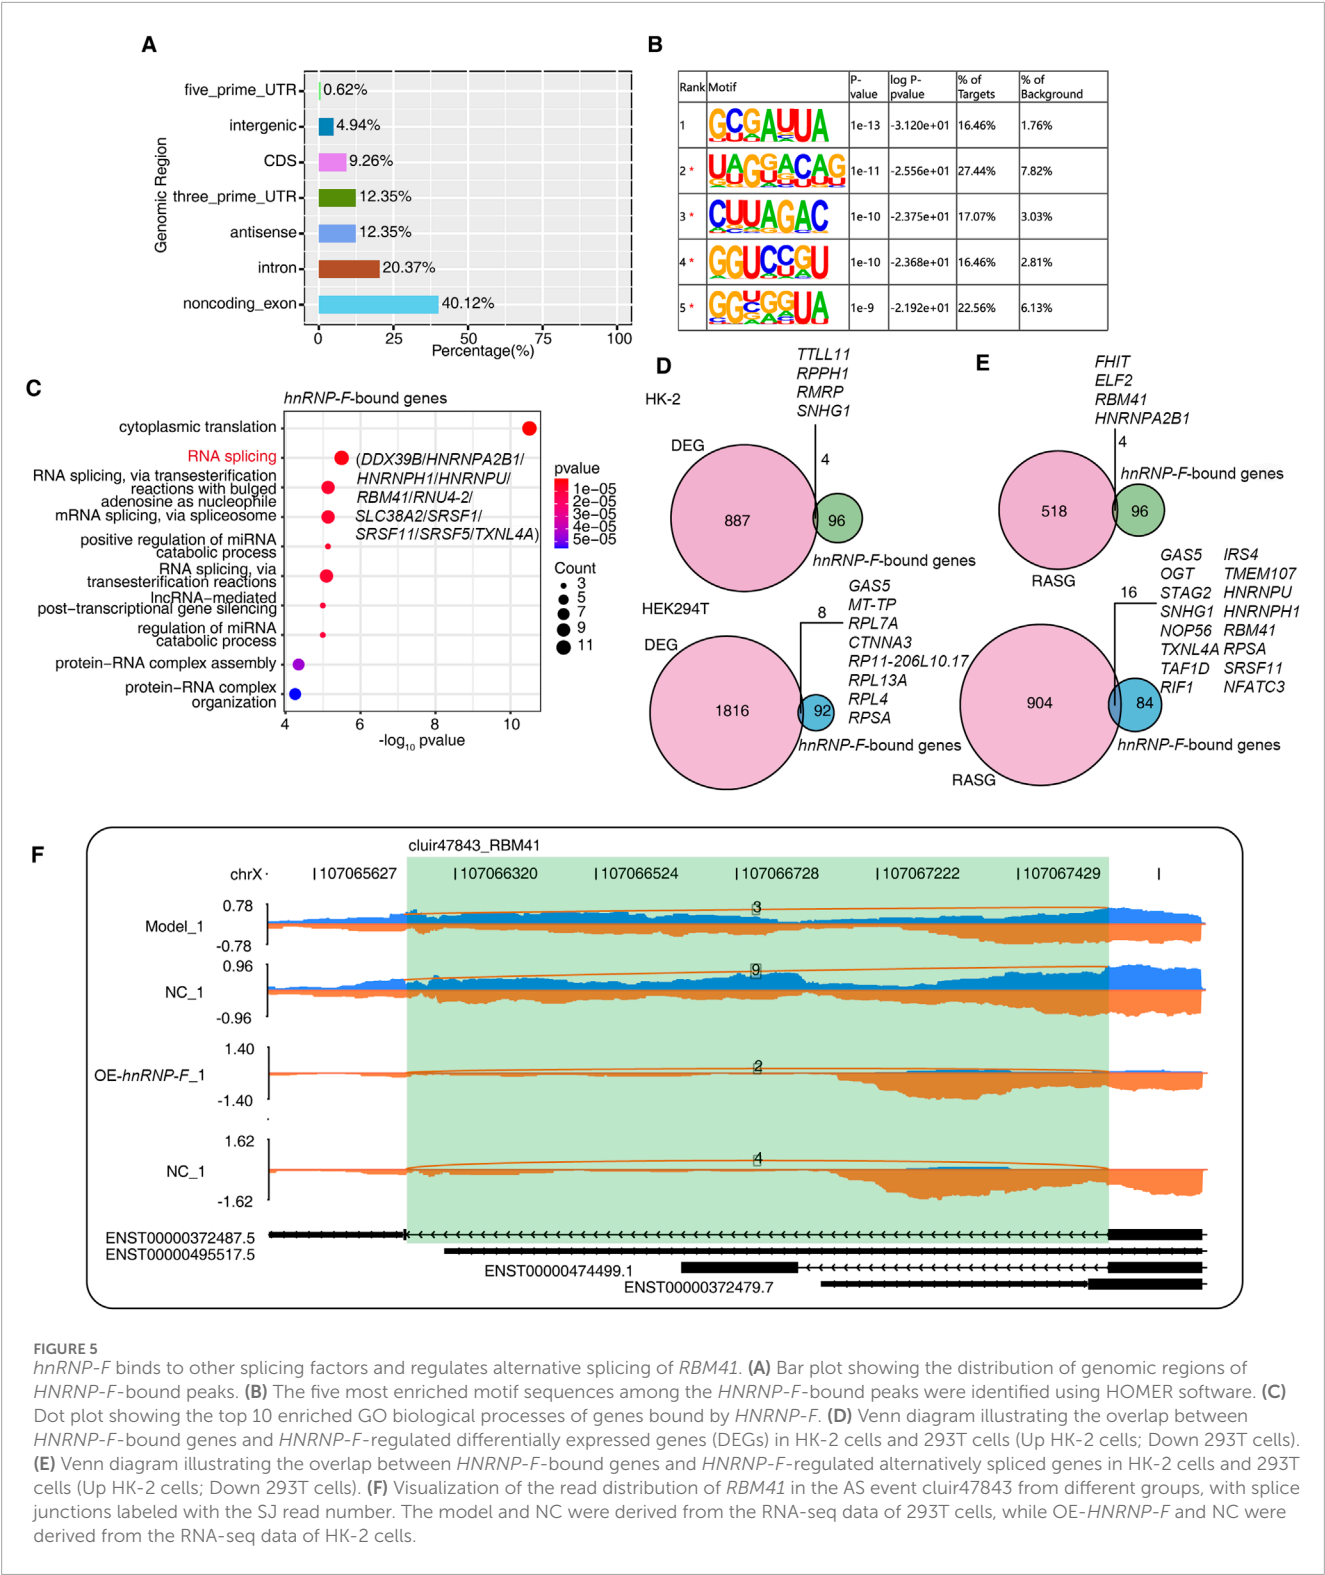 A
Genomic Region
five_prime_UTR
0.62%
intergenic
4.94%
CDS
9.26%
three_prime_UTR
12.35%
antisense
12.35%
intron
20.37%
noncoding_exon
40.12%
0 25 50 75 100
Percentage(%)
B
Rank Motif P-value log P-pvalue % of Targets % of Background
1 GCGAUUA 1e-13 -3.120e+01 16.46% 1.76%
2 * UAGGACAG 1e-11 -2.556e+01 27.44% 7.82%
3 * CUUAGAC 1e-10 -2.375e+01 17.07% 3.03%
4 * GGUCCGU 1e-10 -2.368e+01 16.46% 2.81%
5 * GGUGGUA 1e-9 -2.192e+01 22.56% 6.13%
C
hnRNP-F-bound genes
cytoplasmic translation
RNA splicing
RNA splicing, via transesterification
reactions with bulged
adenosine as nucleophile
mRNA splicing, via spliceosome
positive regulation of miRNA
catabolic process
RNA splicing, via
transesterification reactions
lncRNA-mediated
post-transcriptional gene silencing
regulation of miRNA
catabolic process
protein-RNA complex assembly
protein-RNA complex
organization
(DDX39B/HNRNPA2B1/
HNRNPH1/HNRNPU/
RBM41/RNU4-2/
SLC38A2/SRSF1/
SRSF11/SRSF5/TXNL4A)
4 6 8 10
-log10 pvalue
pvalue
1e-05
2e-05
3e-05
4e-05
5e-05
Count
3
5
7
9
11
D
HK-2
TTLL11
RPPH1
RMRP
SNHG1
DEG
4
887
96
hnRNP-F-bound genes
HEK294T
DEG
8
GAS5
MT-TP
RPL7A
CTNNA3
RP11-206L10.17
RPL13A
RPL4
RPSA
1816
92
hnRNP-F-bound genes
E
FHIT
ELF2
RBM41
HNRNPA2B1
4
hnRNP-F-bound genes
518
96
RASG
16
GAS5 IRS4
OGT TMEM107
STAG2 HNRNPU
SNHG1 HNRNPH1
NOP56 RBM41
TXNL4A RPSA
TAF1D SRSF11
RIF1 NFATC3
904
84
hnRNP-F-bound genes
RASG
F
cluir47843_RBM41
chrX 107065627 107066320 107066524 107066728 107067222 107067429
0.78
Model_1
-0.78
3
0.96
NC_1
-0.96
9
1.40
OE-hnRNP-F_1
-1.40
2
1.62
NC_1
-1.62
4
ENST00000372487.5
ENST00000495517.5
ENST00000474499.1
ENST00000372479.7
FIGURE 5
hnRNP-F binds to other splicing factors and regulates alternative splicing of RBM41. (A) Bar plot showing the distribution of genomic regions of
HNRNP-F-bound peaks. (B) The five most enriched motif sequences among the HNRNP-F-bound peaks were identified using HOMER software. (C)
Dot plot showing the top 10 enriched GO biological processes of genes bound by HNRNP-F. (D) Venn diagram illustrating the overlap between
HNRNP-F-bound genes and HNRNP-F-regulated differentially expressed genes (DEGs) in HK-2 cells and 293T cells (Up HK-2 cells; Down 293T cells).
(E) Venn diagram illustrating the overlap between HNRNP-F-bound genes and HNRNP-F-regulated alternatively spliced genes in HK-2 cells and 293T
cells (Up HK-2 cells; Down 293T cells). (F) Visualization of the read distribution of RBM41 in the AS event cluir47843 from different groups, with splice
junctions labeled with the SJ read number. The model and NC were derived from the RNA-seq data of 293T cells, while OE-HNRNP-F and NC were
derived from the RNA-seq data of HK-2 cells.